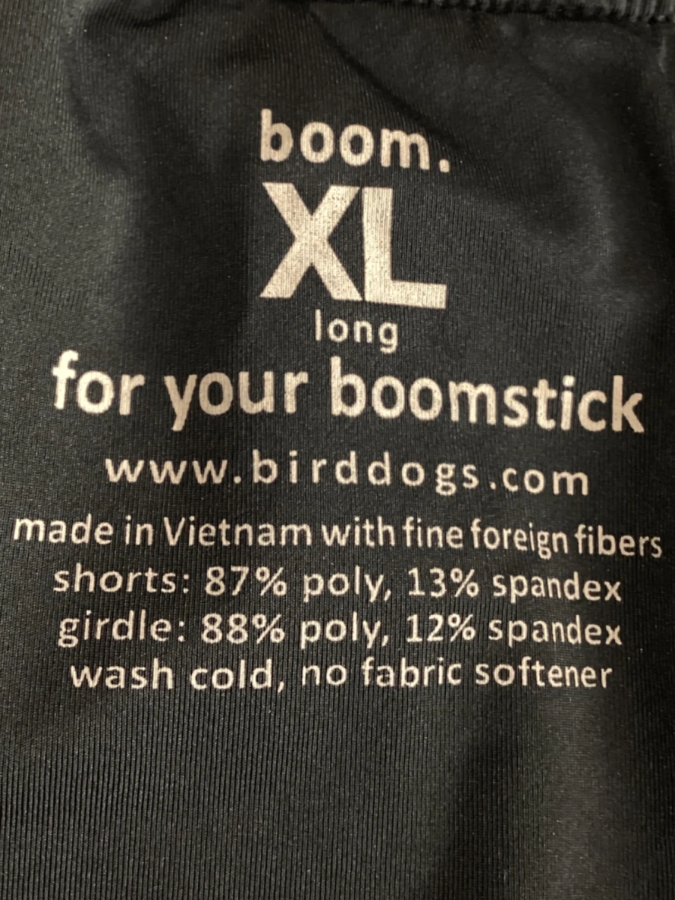 boom.
XL
long
for your boomstick
www.birddogs.com
made in Vietnam with fine foreign fibers
shorts: 87% poly, 13% spandex
girdle: 88% poly, 12% spandex
wash cold, no fabric softener